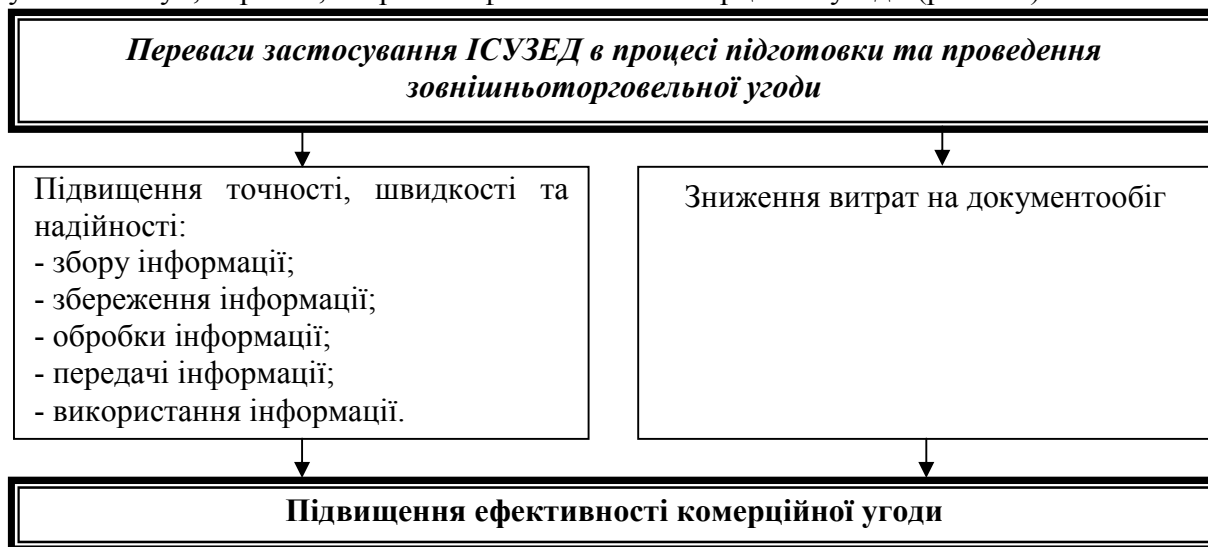 Переваги застосування ІСУЗЕД в процесі підготовки та проведення
зовнішньоторговельної угоди
Підвищення точності, швидкості та
надійності:
- збору інформації;
- збереження інформації;
- обробки інформації;
- передачі інформації;
- використання інформації.
Зниження витрат на документообіг
Підвищення ефективності комерційної угоди